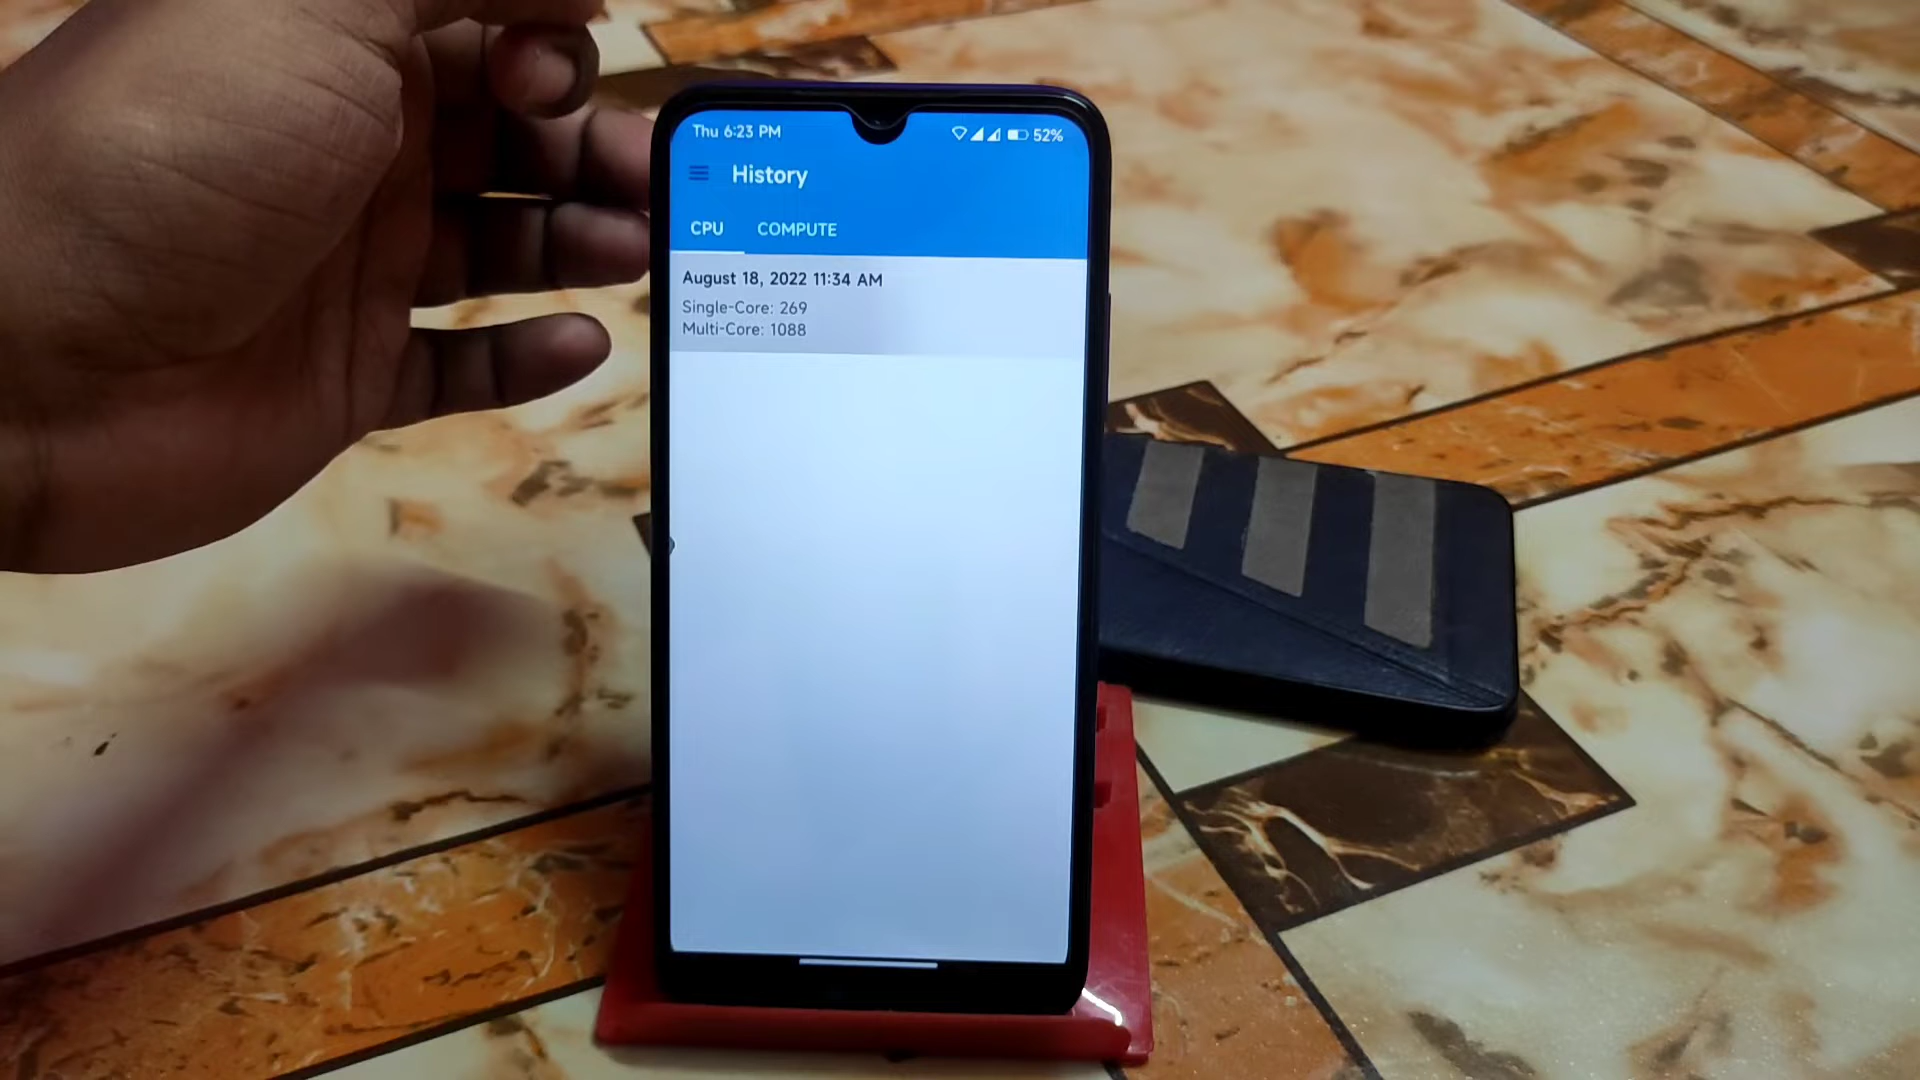 Thu 6:23 PM 52%
History
CPU COMPUTE
August 18, 2022 11:34 AM
Single-Core: 269
Multi-Core: 1088